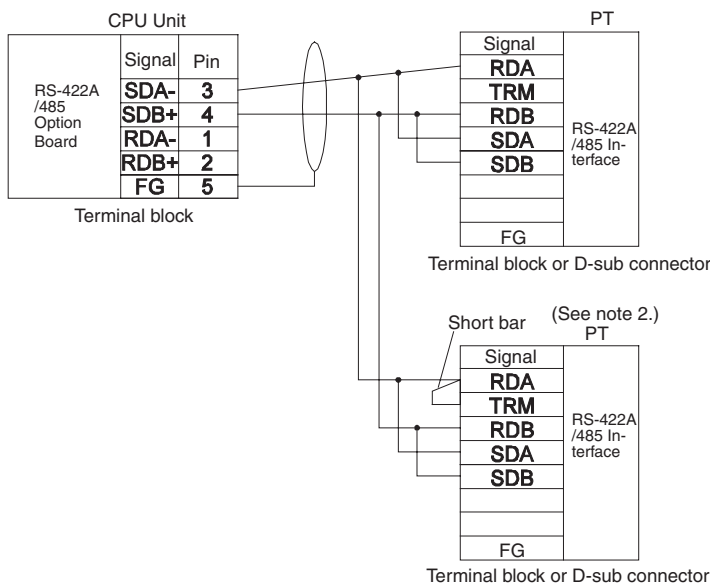 CPU Unit
Signal Pin
RS-422A
/485
Option
Board
SDA- 3
SDB+ 4
RDA- 1
RDB+ 2
FG 5
Terminal block
PT
Signal
RDA
TRM
RDB
SDA
SDB
FG
RS-422A
/485 In-
terface
Terminal block or D-sub connector
Short bar
(See note 2.)
PT
Signal
RDA
TRM
RDB
SDA
SDB
FG
RS-422A
/485 In-
terface
Terminal block or D-sub connector